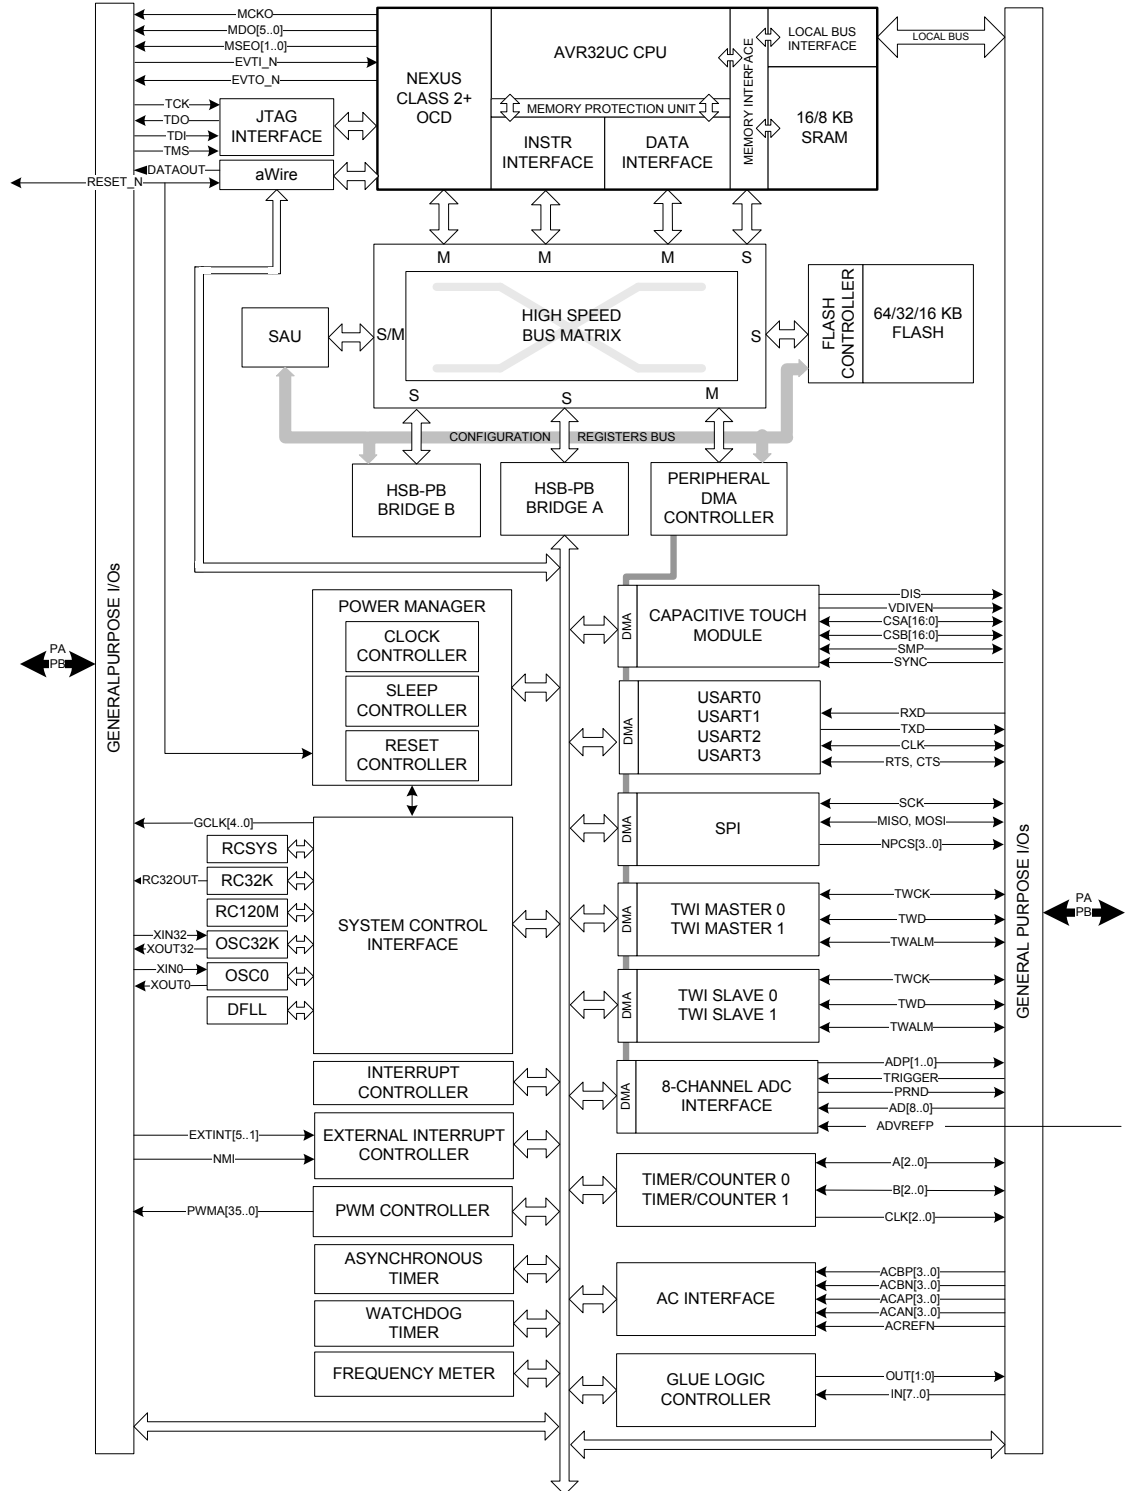 MCKO
MDO[5..0]
MSEO[1..0]
EVTI_N
EVTO_N
TCK
TDO
TDI
TMS
JTAG
INTERFACE
DATAOUT
aWire
RESET_N
NEXUS
CLASS 2+
OCD
AVR32UC CPU
MEMORY PROTECTION UNIT
INSTR
INTERFACE
DATA
INTERFACE
MEMORY INTERFACE
LOCAL BUS
INTERFACE
16/8 KB
SRAM
LOCAL BUS
M
M
M
S
HIGH SPEED
BUS MATRIX
S/M
S
S
S
M
SAU
FLASH
CONTROLLER
64/32/16 KB
FLASH
CONFIGURATION
REGISTERS BUS
HSB-PB
BRIDGE B
HSB-PB
BRIDGE A
PERIPHERAL
DMA
CONTROLLER
GENERALPURPOSE I/Os
PA
PB
POWER MANAGER
CLOCK
CONTROLLER
SLEEP
CONTROLLER
RESET
CONTROLLER
GCLK[4..0]
RCSYS
RC32OUT
RC32K
RC120M
XIN32
XOUT32
OSC32K
XIN0
XOUT0
OSC0
DFLL
SYSTEM CONTROL
INTERFACE
INTERRUPT
CONTROLLER
EXTINT[5..1]
NMI
EXTERNAL INTERRUPT
CONTROLLER
PWMA[35..0]
PWM CONTROLLER
ASYNCHRONOUS
TIMER
WATCHDOG
TIMER
FREQUENCY METER
DMA
CAPACITIVE TOUCH
MODULE
DIS
VDIVEN
CSA[16:0]
CSB[16:0]
SMP
SYNC
DMA
USART0
USART1
USART2
USART3
RXD
TXD
CLK
RTS, CTS
DMA
SPI
SCK
MISO, MOSI
NPCS[3..0]
DMA
TWI MASTER 0
TWI MASTER 1
TWCK
TWD
TWALM
DMA
TWI SLAVE 0
TWI SLAVE 1
TWCK
TWD
TWALM
DMA
8-CHANNEL ADC
INTERFACE
ADP[1..0]
TRIGGER
PRND
AD[8..0]
ADVREFP
TIMER/COUNTER 0
TIMER/COUNTER 1
A[2..0]
B[2..0]
CLK[2..0]
AC INTERFACE
ACBP[3..0]
ACBN[3..0]
ACAP[3..0]
ACAN[3..0]
ACREFN
GLUE LOGIC
CONTROLLER
OUT[1:0]
IN[7..0]
GENERAL PURPOSE I/Os
PA
PB